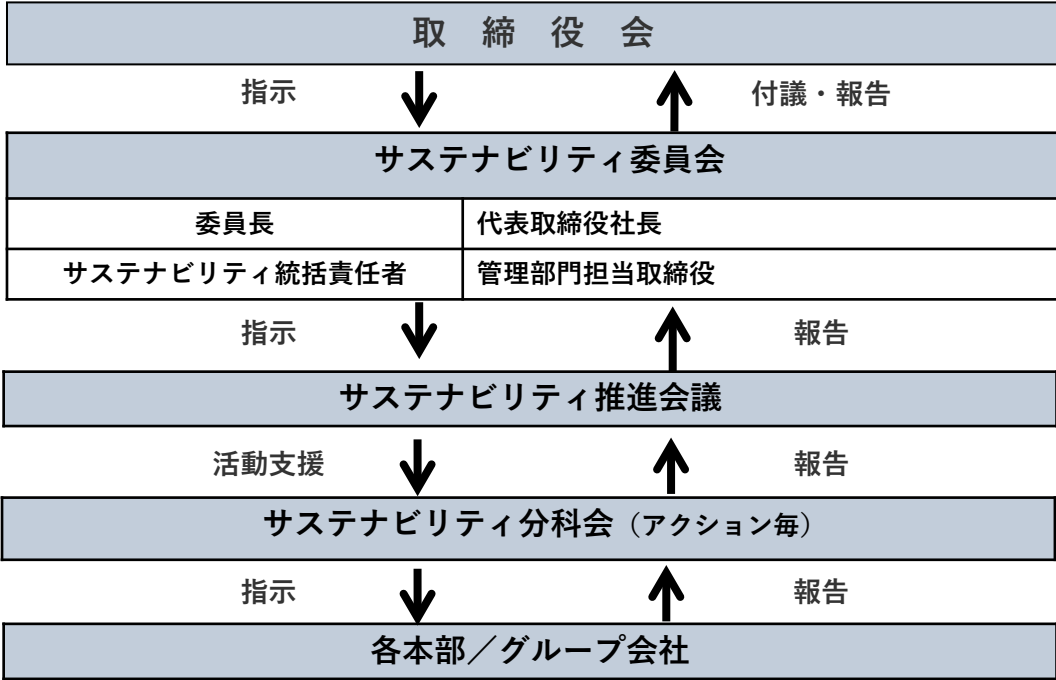 取 締 役 会
指示 付議・報告
サステナビリティ委員会
委員長 代表取締役社長
サステナビリティ統括責任者 管理部門担当取締役
指示 報告
サステナビリティ推進会議
活動支援 報告
サステナビリティ分科会（アクション毎）
指示 報告
各本部／グループ会社